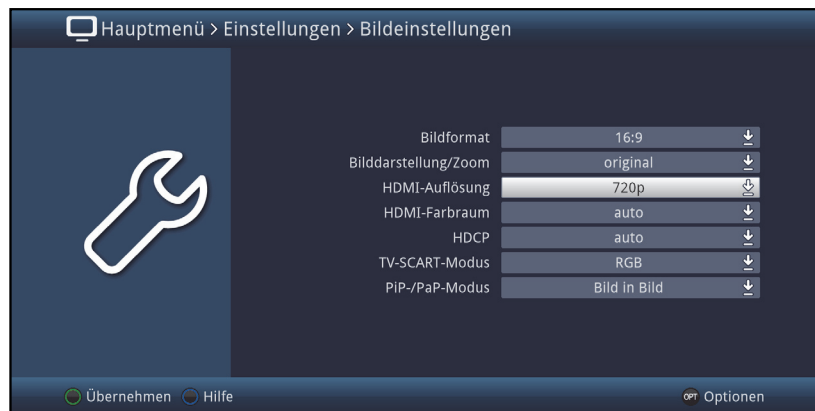 Hauptmenü > Einstellungen > Bildeinstellungen
Bildformat 16:9
Bilddarstellung/Zoom original
HDMI-Auflösung 720p
HDMI-Farbraum auto
HDCP auto
TV-SCART-Modus RGB
PiP-/PaP-Modus Bild in Bild
Übernehmen Hilfe OPT Optionen